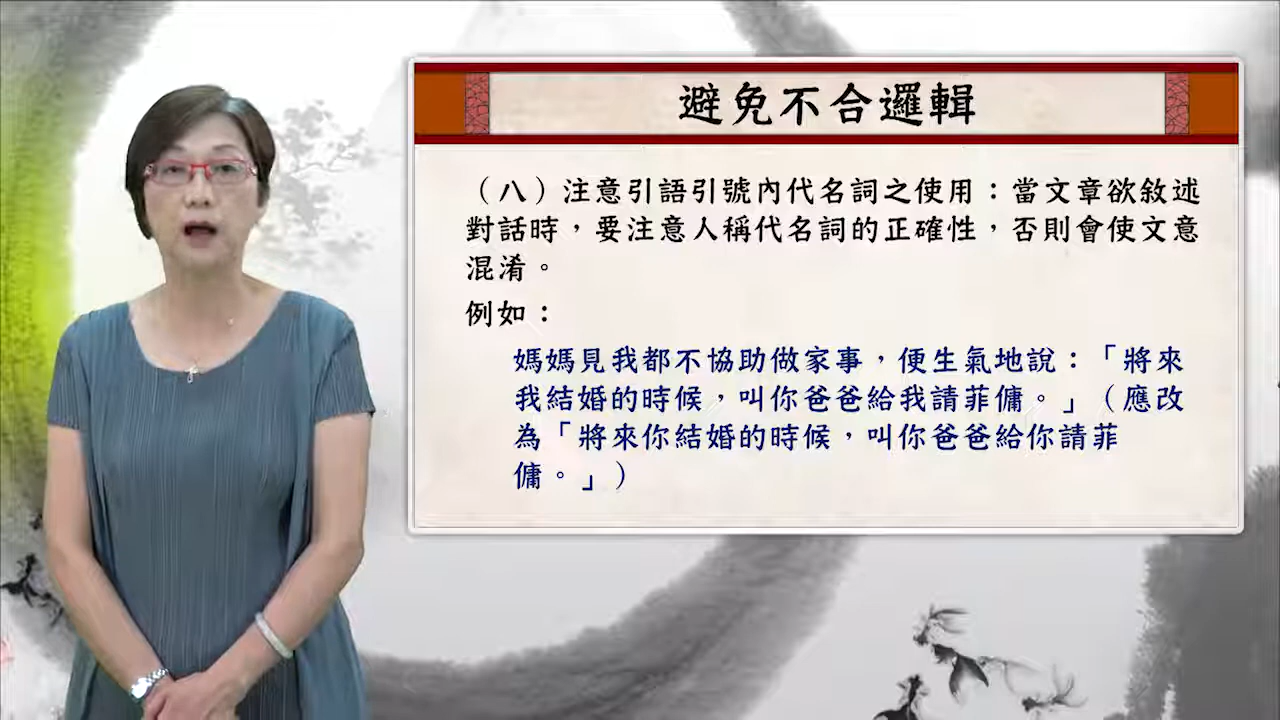 避免不合邏輯
（八）注意引語引號內代名詞之使用：當文章欲敘述
對話時，要注意人稱代名詞的正確性，否則會使文意
混淆。
例如：
媽媽見我都不協助做家事，便生氣地說：「將來
我結婚的時候，叫你爸爸給我請菲傭。」（應改
為「將來你結婚的時候，叫你爸爸給你請菲
傭。」）